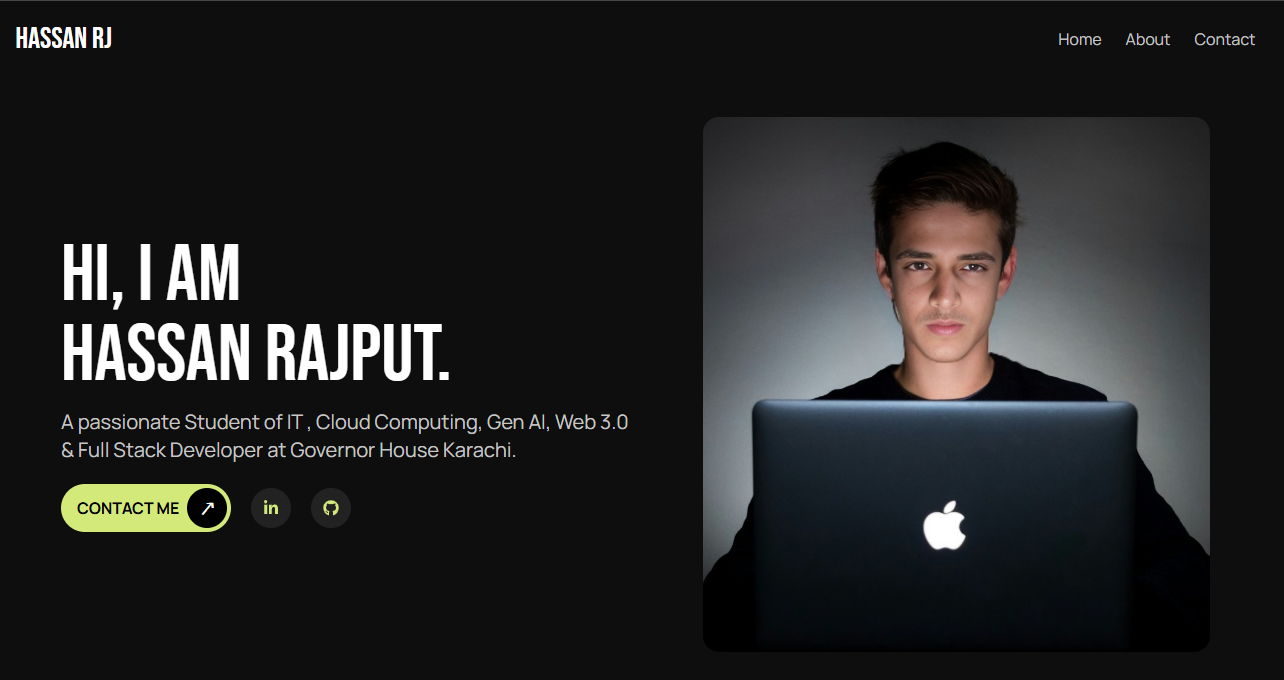 HASSAN RJ
Home About Contact
HI, I AM
HASSAN RAJPUT.
A passionate Student of IT , Cloud Computing, Gen AI, Web 3.0
& Full Stack Developer at Governor House Karachi.
CONTACT ME
in